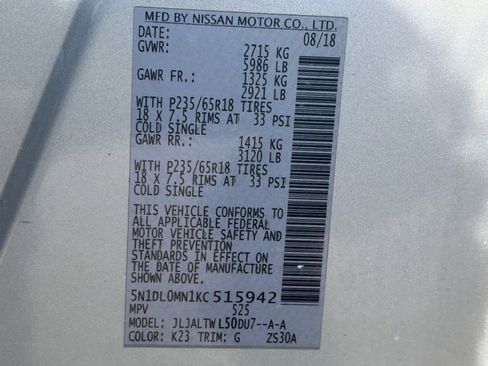 MFD BY NISSAN MOTOR CO., LTD.
DATE: 08/18
GVWR: 2715 KG
5986 LB
GAWR FR.: 1325 KG
2921 LB
WITH P235/65R18 TIRES
18 X 7.5 RIMS AT 33 PSI
COLD SINGLE
GAWR RR.: 1415 KG
3120 LB
WITH P235/65R18 TIRES
18 X 7.5 RIMS AT 33 PSI
COLD SINGLE
THIS VEHICLE CONFORMS TO
ALL APPLICABLE FEDERAL
MOTOR VEHICLE SAFETY AND
THEFT PREVENTION
STANDARDS IN EFFECT ON
THE DATE OF MANUFACTURE
SHOWN ABOVE.
5N1DL0MN1KC515942
MPV 525
MODEL: JLJALTWL50DU7--A-A
COLOR: K23 TRIM: G ZS30A